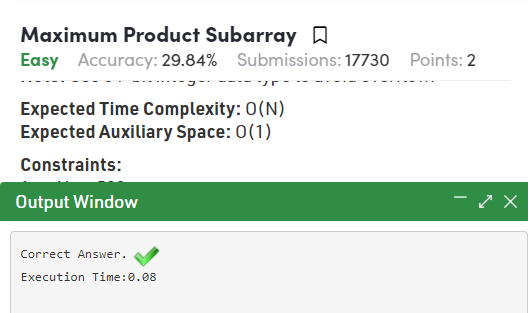 Maximum Product Subarray
Easy Accuracy: 29.84% Submissions: 17730 Points: 2
Expected Time Complexity: O(N)
Expected Auxiliary Space: O(1)
Constraints:
Output Window
Correct Answer.
Execution Time:0.08